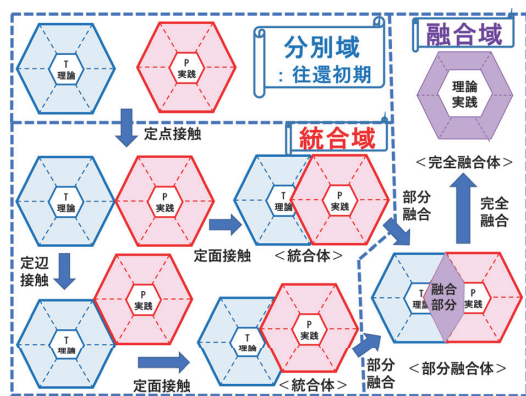 T
理論
P
実践
分別域
：往還初期
融合域
理論
実践
＜完全融合体＞
定点接触
統合域
T
理論
P
実践
定面接触
T
理論
P
実践
＜統合体＞
部分
融合
完全
融合
定辺
接触
T
理論
P
実践
定面接触
T
理論
P
実践
＜統合体＞
部分
融合
T
理論
融合
部分
P
実践
＜部分融合体＞